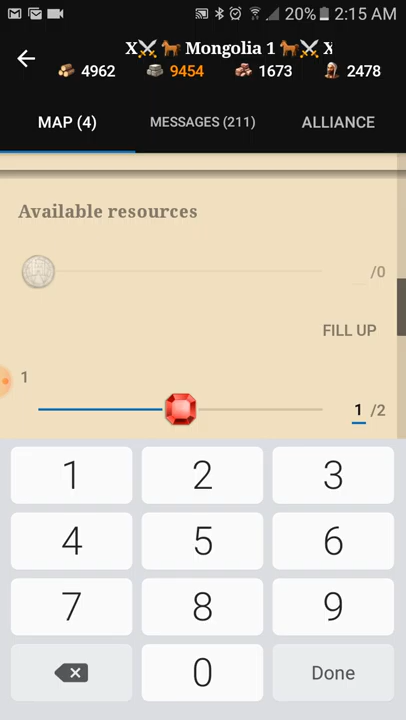 20% 2:15 AM
X⚔️🐎 Mongolia 1 🐎⚔️ X
4962 9454 1673 2478
MAP (4) MESSAGES (211) ALLIANCE
Available resources
/0
FILL UP
1
1 /2
1 2 3
4 5 6
7 8 9
0 Done